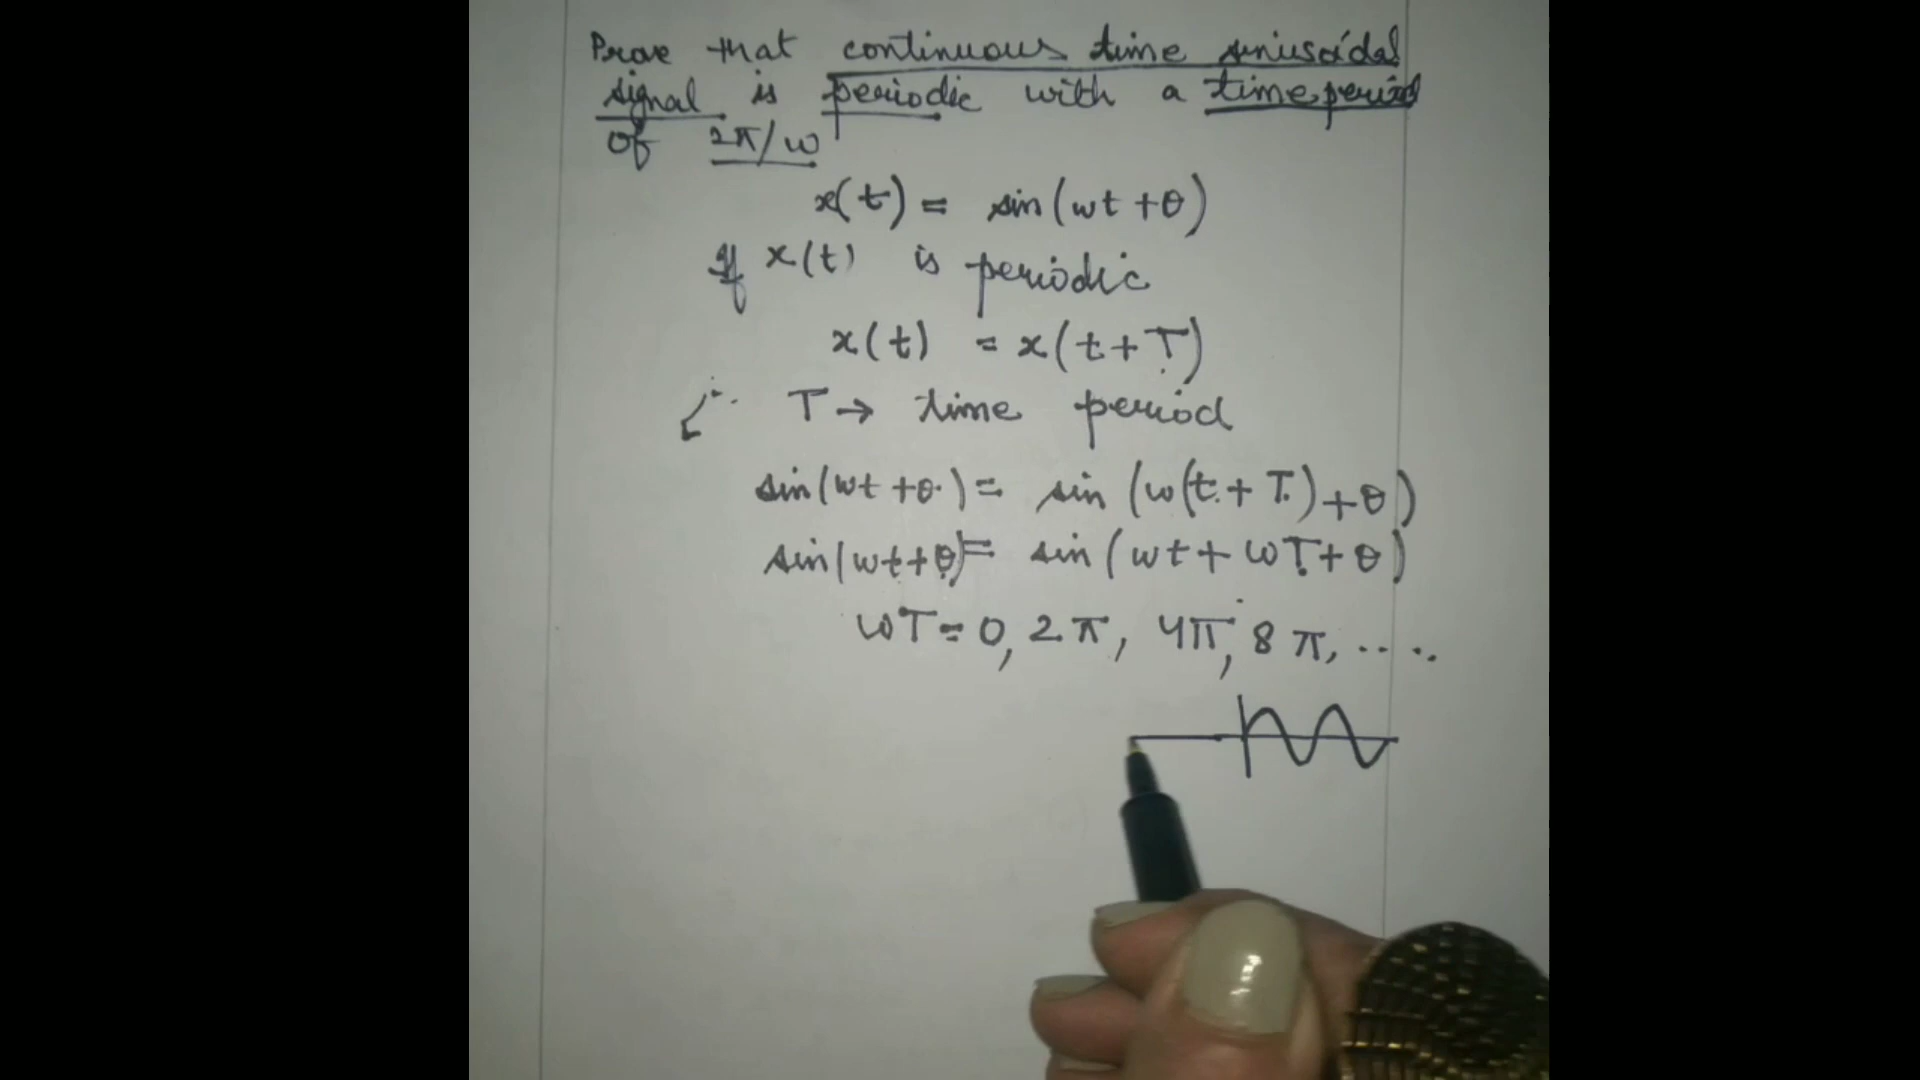 Prove that continuous time sinusoidal
signal is periodic with a time period
of 2π/ω
x(t) = sin(ωt + θ)
If x(t) is periodic
x(t) = x(t + T)
T → time period
sin(ωt + θ) = sin(ω(t + T) + θ)
sin(ωt + θ) = sin(ωt + ωT + θ)
ωT = 0, 2π, 4π, 8π, .....